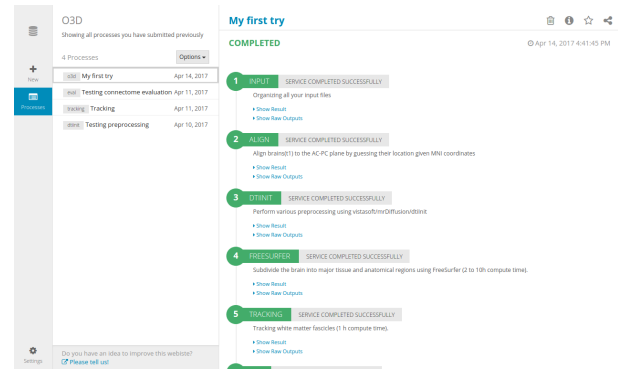 O3D
Showing all processes you have submitted previously
4 Processes
Options
New
Processes
Settings
o3d My first try Apr 14, 2017
eval Testing connectome evaluation Apr 11, 2017
tracking Tracking Apr 11, 2017
dtiinit Testing preprocessing Apr 10, 2017
Do you have an idea to improve this webiste?
Please tell us!
My first try
COMPLETED
Apr 14, 2017 4:41:45 PM
1 INPUT SERVICE COMPLETED SUCCESSFULLY
Organizing all your input files
Show Result
Show Raw Outputs
2 ALIGN SERVICE COMPLETED SUCCESSFULLY
Align brains(t1) to the AC-PC plane by guessing their location given MNI coordinates
Show Result
Show Raw Outputs
3 DTIINIT SERVICE COMPLETED SUCCESSFULLY
Perform various preprocessing using vistasoft/mrDiffusion/dtiInit
Show Result
Show Raw Outputs
4 FREESURFER SERVICE COMPLETED SUCCESSFULLY
Subdivide the brain into major tissue and anatomical regions using FreeSurfer (2 to 10h compute time).
Show Result
Show Raw Outputs
5 TRACKING SERVICE COMPLETED SUCCESSFULLY
Tracking white matter fascicles (1 h compute time).
Show Result
Show Raw Outputs